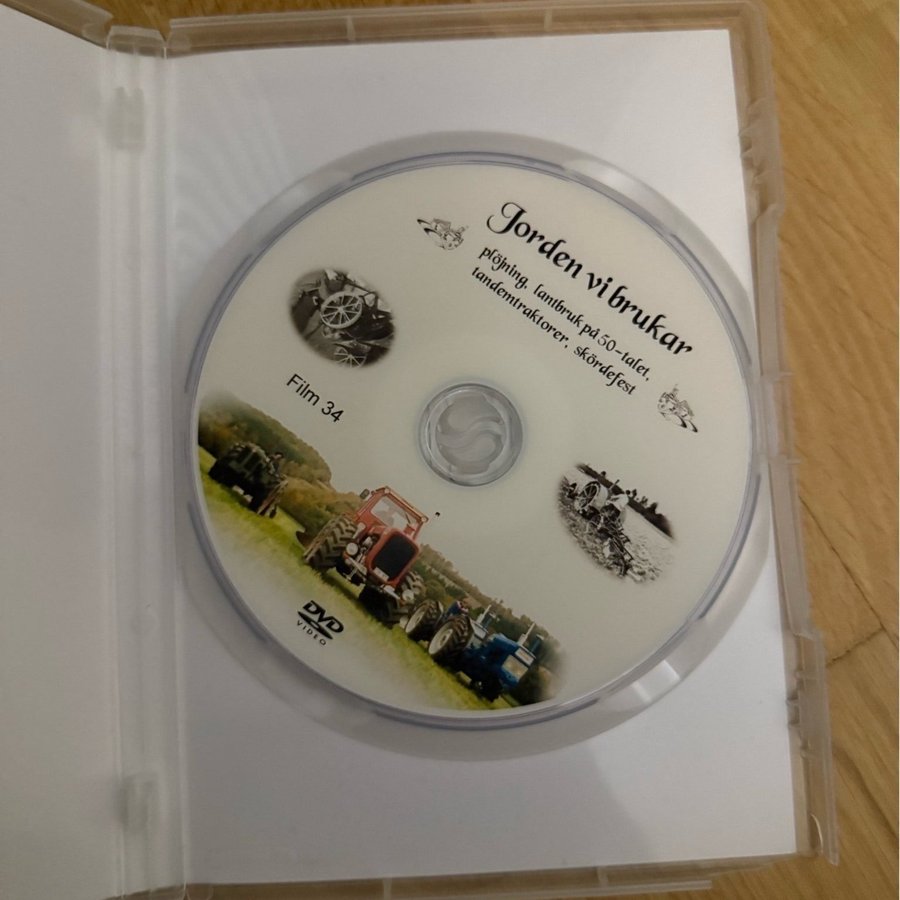 Jorden vi brukar
plöjning, lantbruk på 50-talet,
tandemtraktorer, skördefest
Film 34
DVD
VIDEO